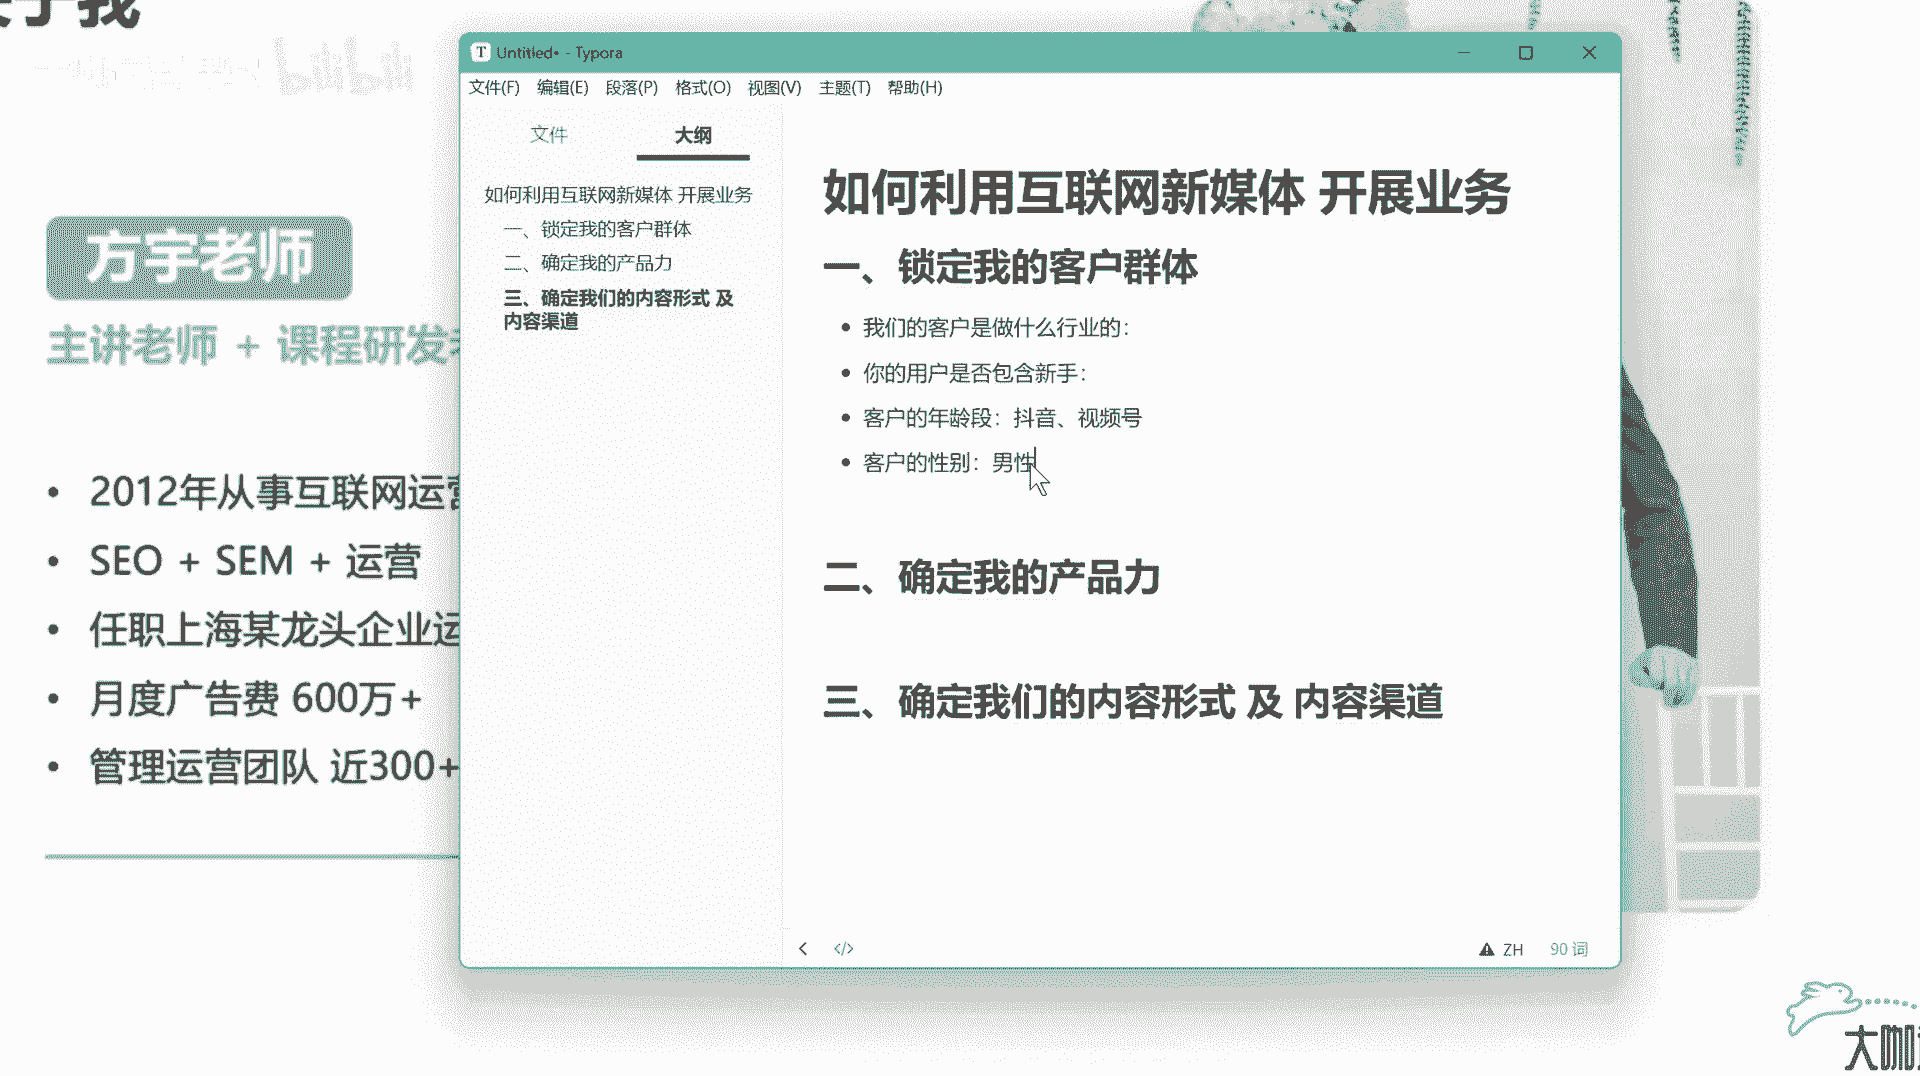 bilibili
方宇老师
主讲老师 + 课程研发
2012年从事互联网运营
SEO + SEM + 运营
任职上海某龙头企业运
月度广告费 600万+
管理运营团队 近300+
Untitled• - Typora
文件(F) 编辑(E) 段落(P) 格式(O) 视图(V) 主题(T) 帮助(H)
文件 大纲
如何利用互联网新媒体 开展业务
一、锁定我的客户群体
二、确定我的产品力
三、确定我们的内容形式 及
内容渠道
如何利用互联网新媒体 开展业务
一、锁定我的客户群体
我们的客户是做什么行业的：
你的用户是否包含新手：
客户的年龄段：抖音、视频号
客户的性别：男性
二、确定我的产品力
三、确定我们的内容形式 及 内容渠道
ZH 90 词
大咖